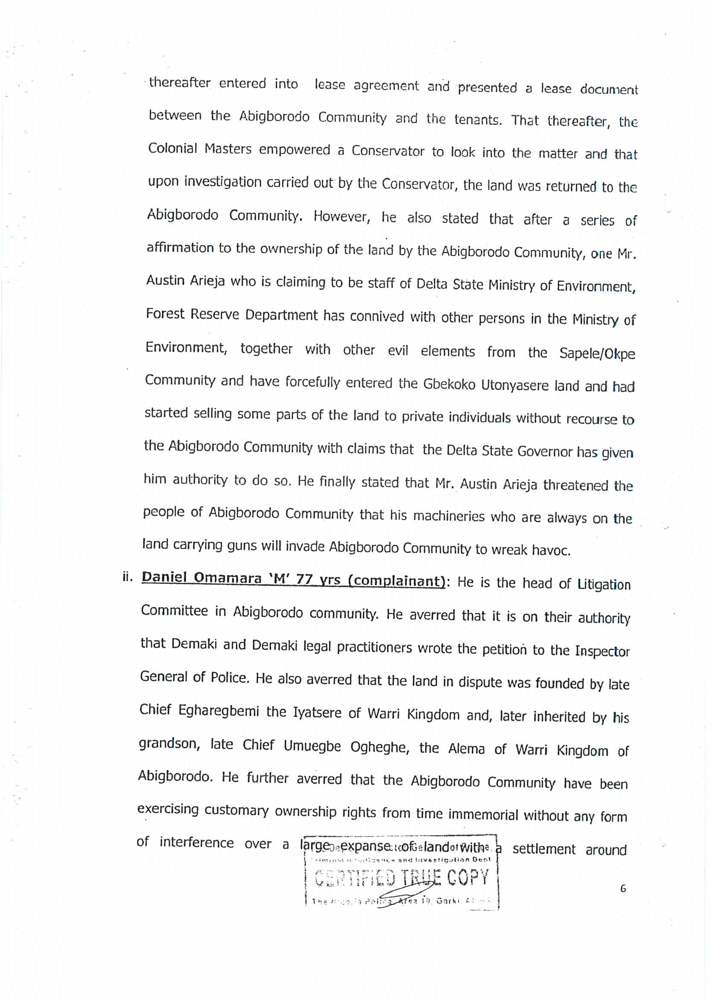 thereafter entered into lease agreement and presented a lease document
between the Abigborodo Community and the tenants. That thereafter, the
Colonial Masters empowered a Conservator to look into the matter and that
upon investigation carried out by the Conservator, the land was returned to the
Abigborodo Community. However, he also stated that after a series of
affirmation to the ownership of the land by the Abigborodo Community, one Mr.
Austin Arieja who is claiming to be staff of Delta State Ministry of Environment,
Forest Reserve Department has connived with other persons in the Ministry of
Environment, together with other evil elements from the Sapele/Okpe
Community and have forcefully entered the Gbekoko Utonyasere land and had
started selling some parts of the land to private individuals without recourse to
the Abigborodo Community with claims that the Delta State Governor has given
him authority to do so. He finally stated that Mr. Austin Arieja threatened the
people of Abigborodo Community that his machineries who are always on the
land carrying guns will invade Abigborodo Community to wreak havoc.
ii. Daniel Omamara 'M' 77 yrs (complainant): He is the head of Litigation
Committee in Abigborodo community. He averred that it is on their authority
that Demaki and Demaki legal practitioners wrote the petition to the Inspector
General of Police. He also averred that the land in dispute was founded by late
Chief Egharegbemi the Iyatsere of Warri Kingdom and, later inherited by his
grandson, late Chief Umuegbe Ogheghe, the Alema of Warri Kingdom of
Abigborodo. He further averred that the Abigborodo Community have been
exercising customary ownership rights from time immemorial without any form
of interference over a large expanse of land with a settlement around
and Investigation Dept
CERTIFIED TRUE COPY
The Police, Area 10, Garki,
6